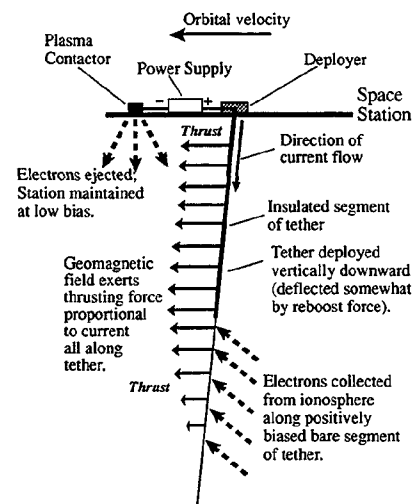 Orbital velocity
Plasma
Contactor
Power Supply
Deployer
− +
Space
Station
Thrust
Direction of
current flow
Electrons ejected;
Station maintained
at low bias.
Insulated segment
of tether
Tether deployed
vertically downward
(deflected somewhat
by reboost force).
Geomagnetic
field exerts
thrusting force
proportional
to current
all along
tether.
Thrust
Electrons collected
from ionosphere
along positively
biased bare segment
of tether.